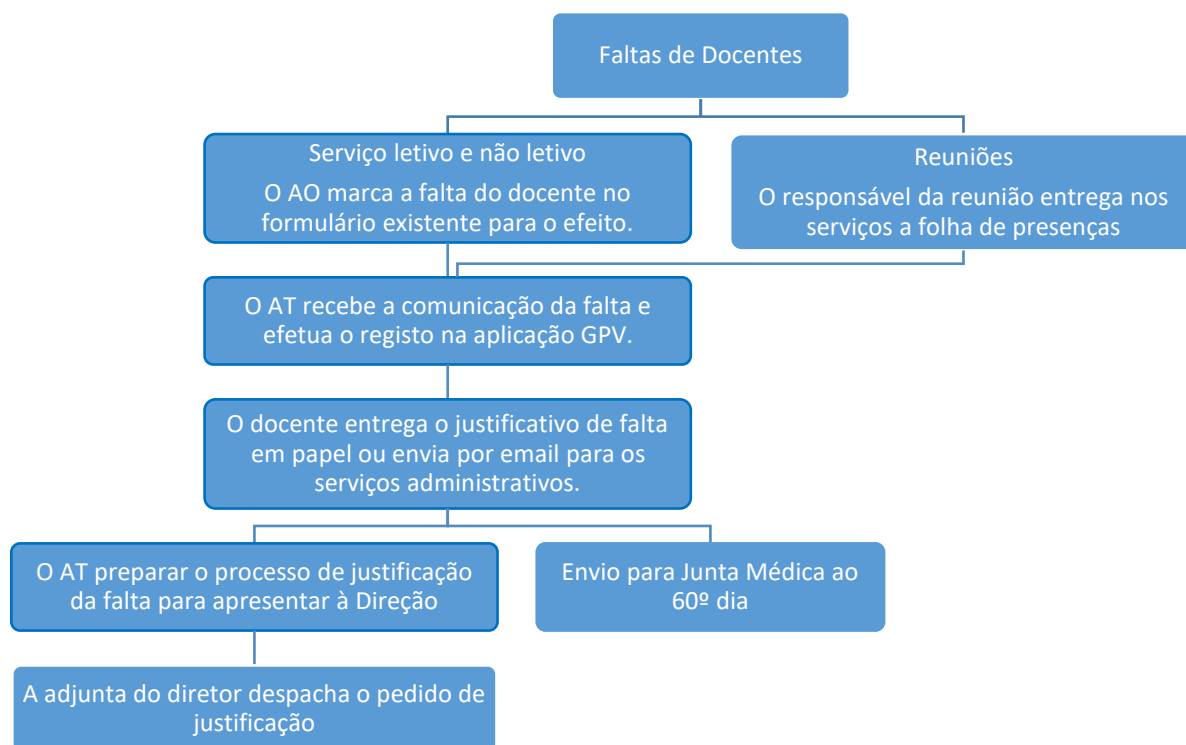 Faltas de Docentes
Serviço letivo e não letivo
O AO marca a falta do docente no
formulário existente para o efeito.
Reuniões
O responsável da reunião entrega nos
serviços a folha de presenças
O AT recebe a comunicação da falta e
efetua o registo na aplicação GPV.
O docente entrega o justificativo de falta
em papel ou envia por email para os
serviços administrativos.
O AT preparar o processo de justificação
da falta para apresentar à Direção
Envio para Junta Médica ao
60º dia
A adjunta do diretor despacha o pedido de
justificação